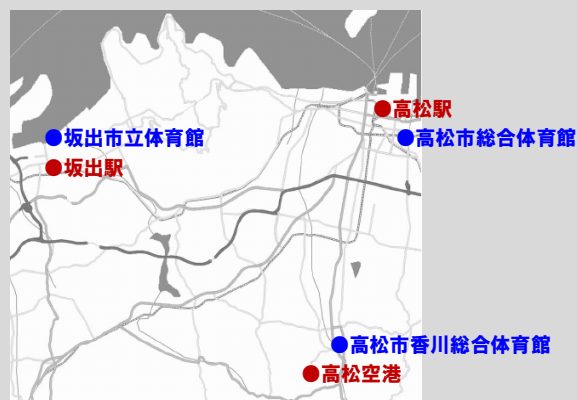 ●高松駅
●坂出市立体育館
●高松市総合体育館
●坂出駅
●高松市香川総合体育館
●高松空港